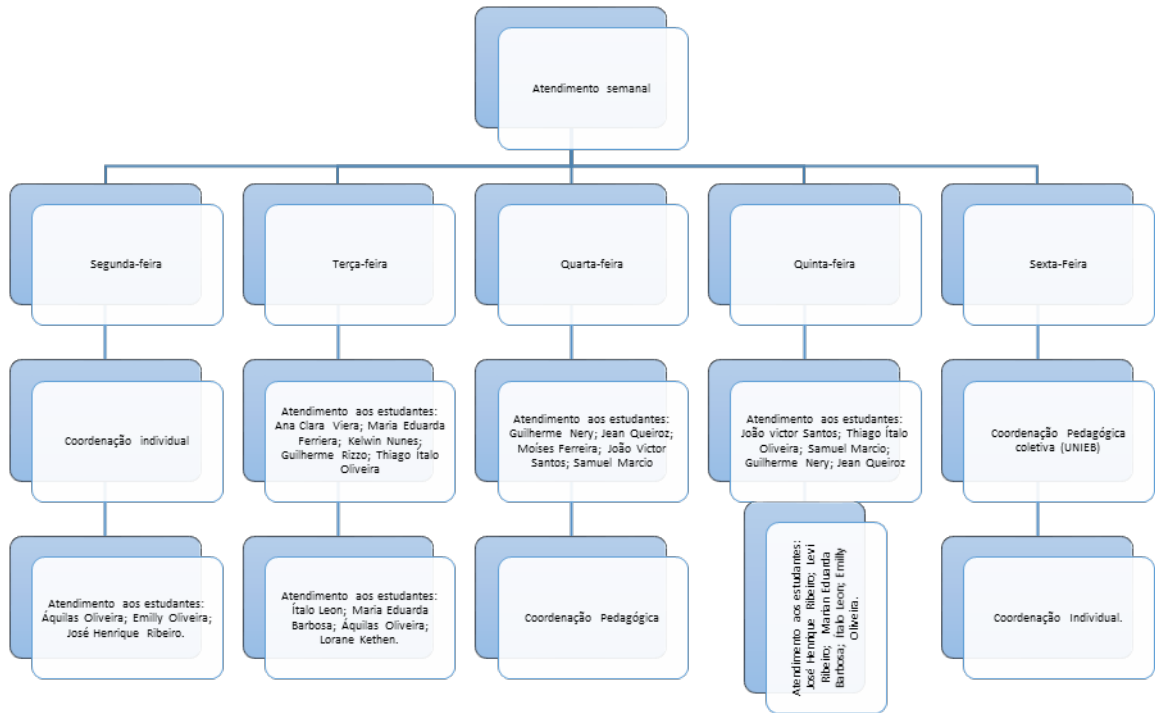 Atendimento semanal
Segunda-feira
Terça-feira
Quarta-feira
Quinta-feira
Sexta-Feira
Coordenação individual
Atendimento aos estudantes:
Ana Clara Viera; Maria Eduarda
Ferriera; Kelwin Nunes;
Guilherme Rizzo; Thiago Ítalo
Oliveira
Atendimento aos estudantes:
Guilherme Nery; Jean Queiroz;
Moíses Ferreira; João Victor
Santos; Samuel Marcio
Atendimento aos estudantes:
João victor Santos; Thiago Ítalo
Oliveira; Samuel Marcio;
Guilherme Nery; Jean Queiroz
Coordenação Pedagógica
coletiva (UNIEB)
Atendimento aos estudantes:
Áquilas Oliveira; Emilly Oliveira;
José Henrique Ribeiro.
Atendimento aos estudantes:
Ítalo Leon; Maria Eduarda
Barbosa; Áquilas Oliveira;
Lorane Kethen.
Coordenação Pedagógica
Atendimento aos estudantes:
José Henrique Ribeiro; Levi
Ribeiro; Marian Eduarda
Barbosa; Ítalo Leon; Emilly
Oliveira.
Coordenação Individual.